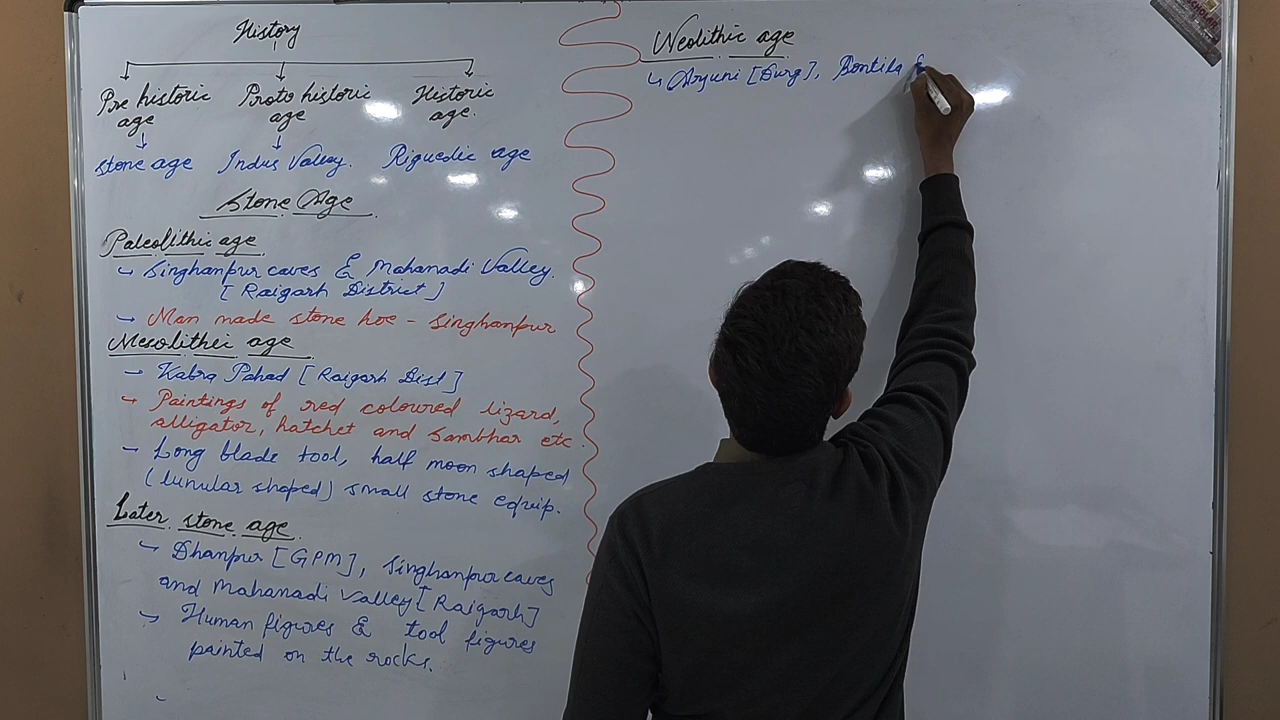 History
Pre historic age
Proto historic age
Historic age.
Stone age
Indus Valley.
Riguedic age
Stone Age
Paleolithic age
Singhanpur caves & Mahanadi Valley.
[Raigarh District]
Man made stone hoe - Singhanpur
Mesolithic age
Kabra Pahad [Raigarh Dist]
Paintings of red coloured lizard,
alligator, hatchet and Sambhar etc.
Long blade tool, half moon shaped
(lunular shaped) small stone equip.
Later stone age
Dhanpur [GPM], Singhanpur caves
and Mahanadi Valley [Raigarh]
Human figures & tool figures
painted on the rocks.
Neolithic age
Arjuni [Durg], Bontila